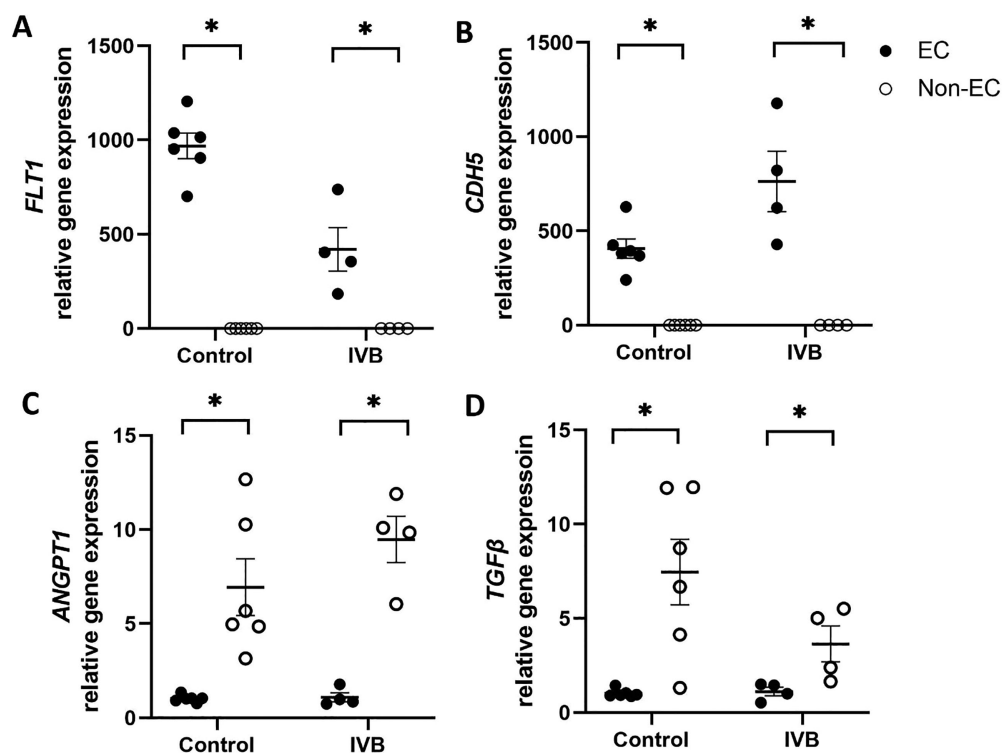 A
*
*
FLT1
relative gene expression
1500
1000
500
0
Control
IVB
B
*
*
CDH5
relative gene expression
1500
1000
500
0
Control
IVB
EC
Non-EC
C
*
*
ANGPT1
relative gene expression
15
10
5
0
Control
IVB
D
*
*
TGFβ
relative gene expressoin
15
10
5
0
Control
IVB